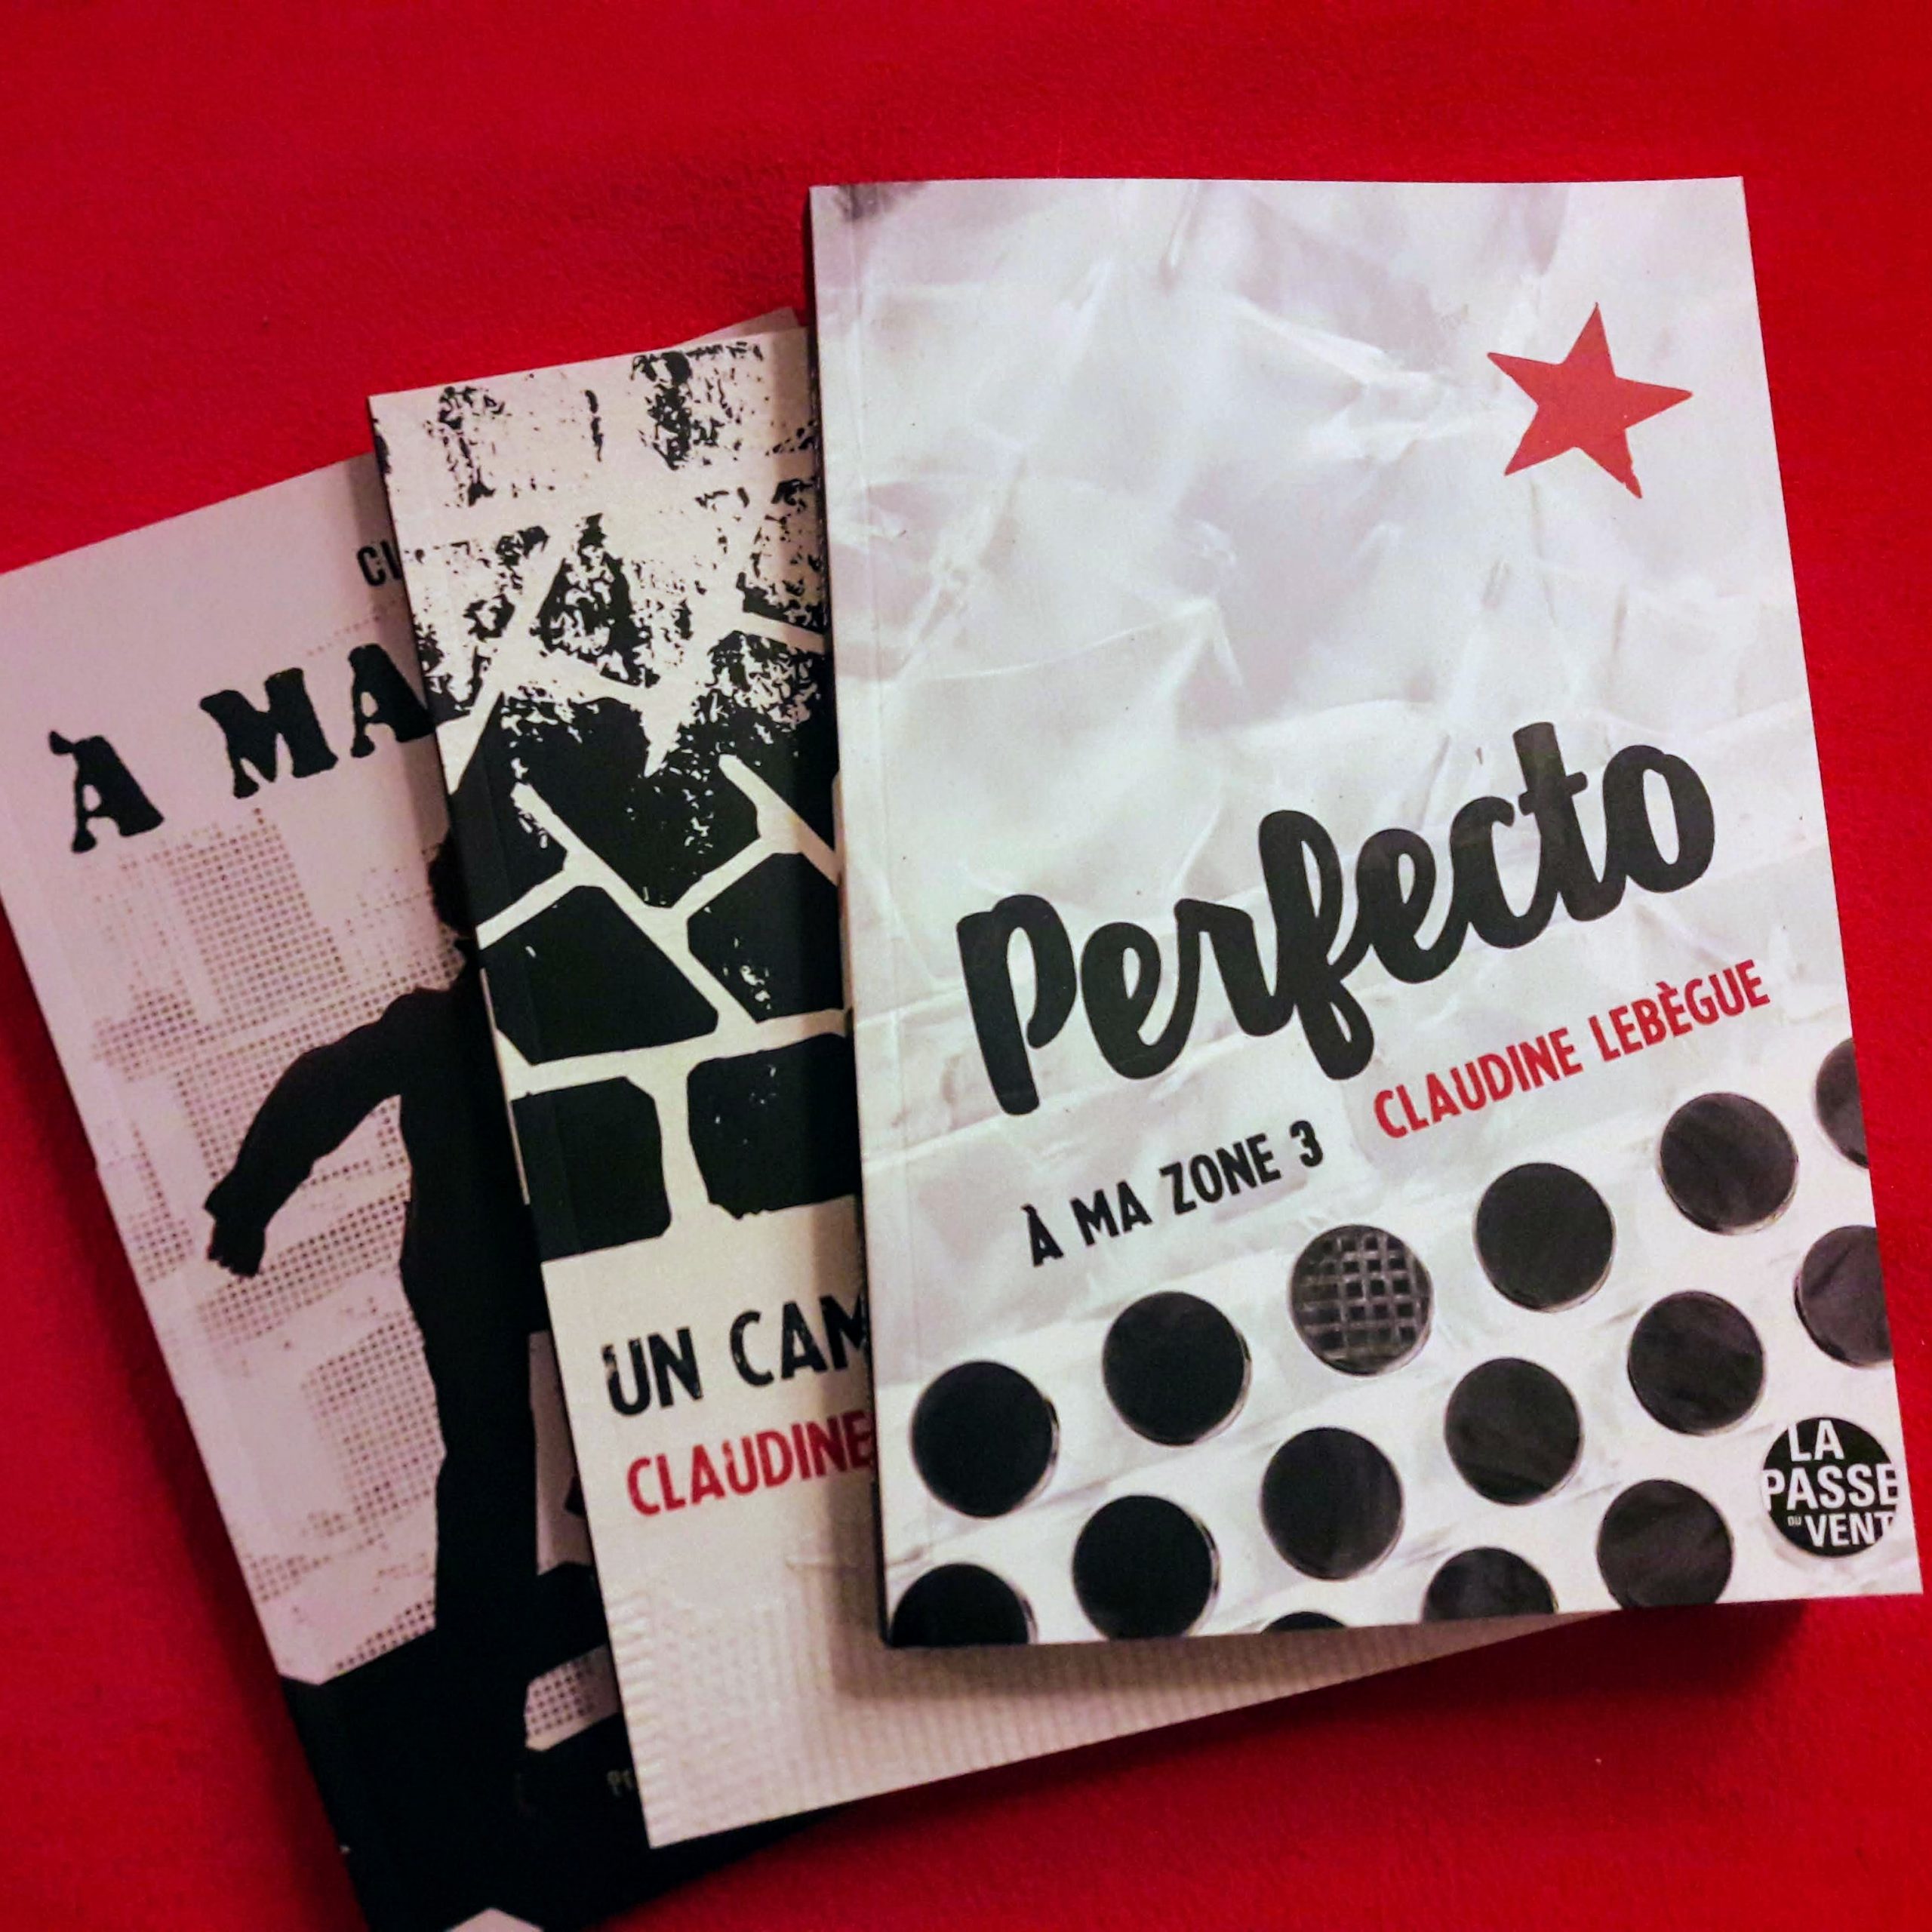 À MA
UN CAM
CLAUDINE
Perfecto
CLAUDINE LEBÈGUE
À MA ZONE 3
LA
PASSE
DU VENT